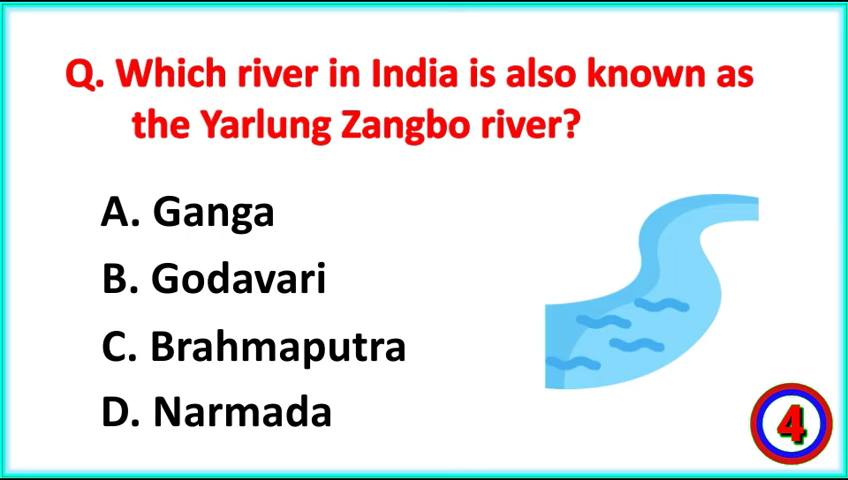 Q. Which river in India is also known as
the Yarlung Zangbo river?
A. Ganga
B. Godavari
C. Brahmaputra
D. Narmada
4